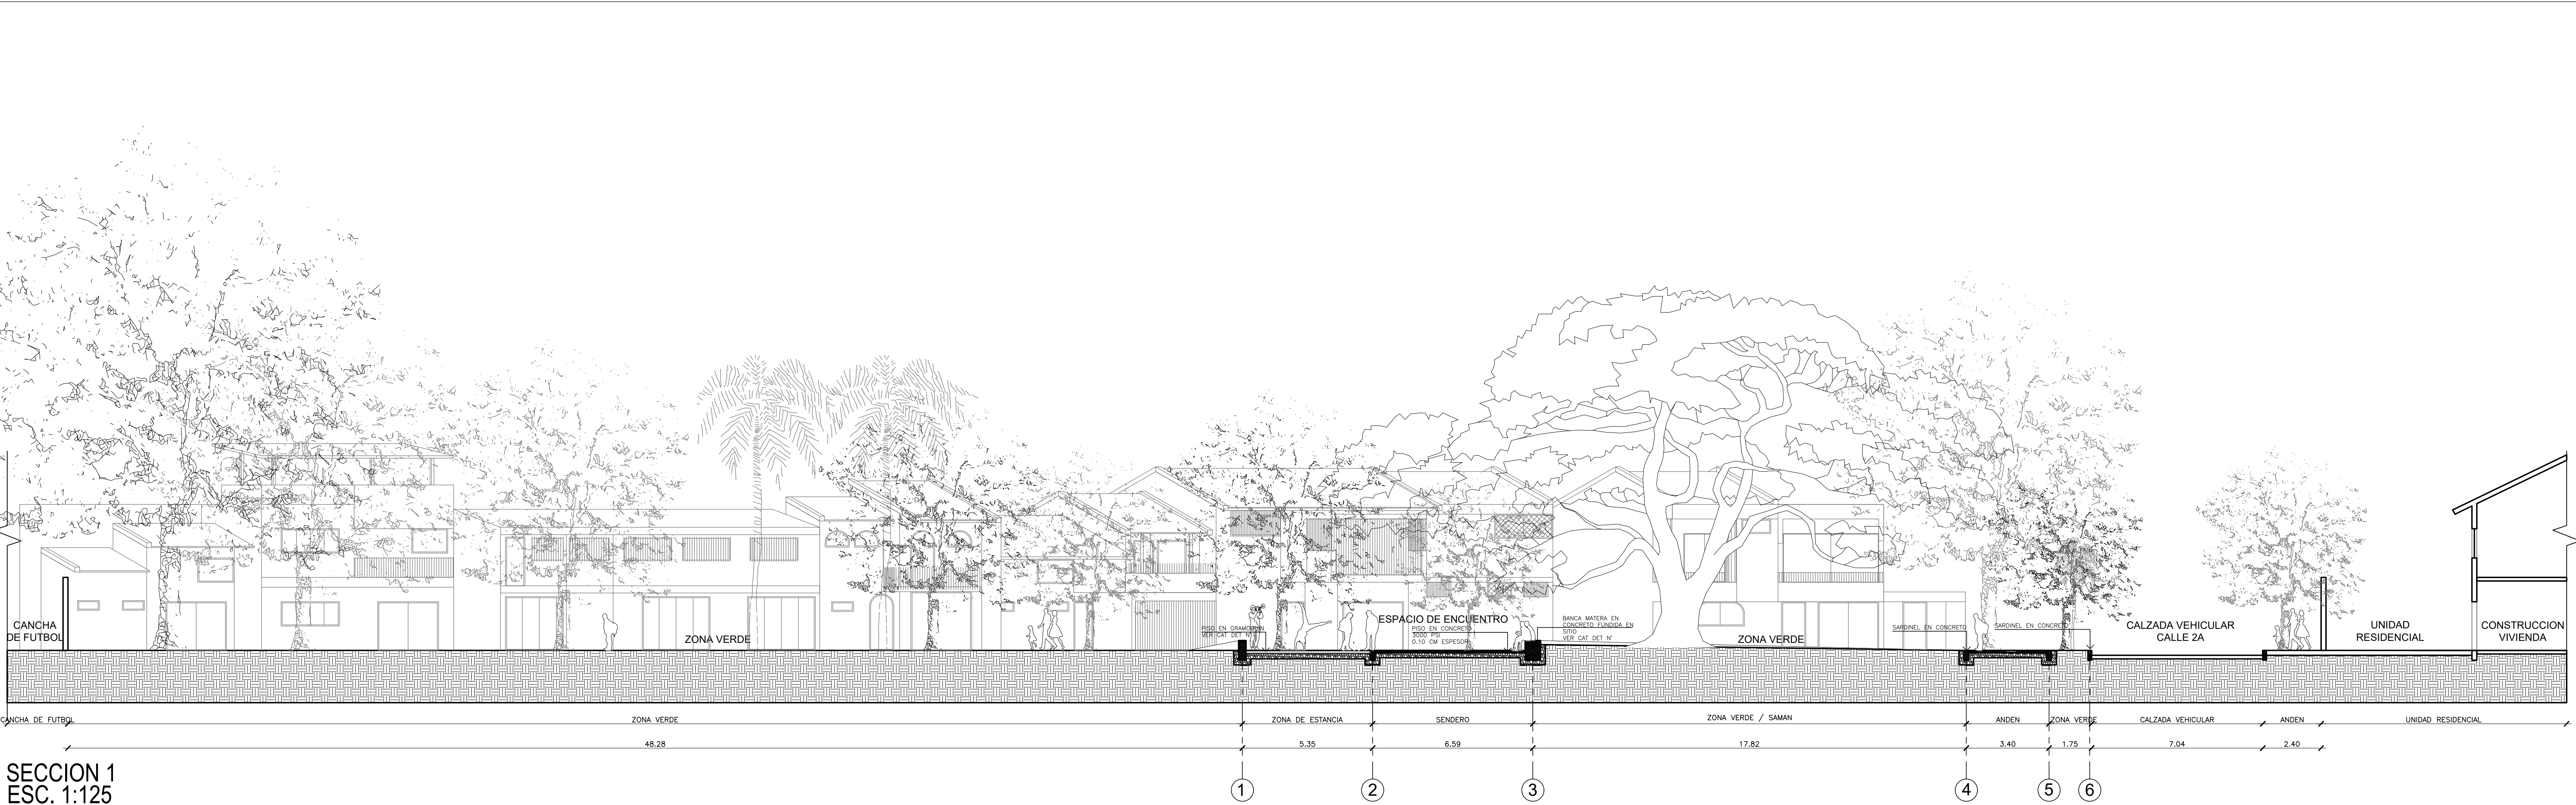 CANCHA
DE FUTBOL
ZONA VERDE
PISO EN GRAMOQUIN
VER CAT DET N°
ESPACIO DE ENCUENTRO
PISO EN CONCRETO
3000 PSI
0.10 CM ESPESOR
BANCA MATERA EN
CONCRETO FUNDIDA EN
SITIO
VER CAT DET N°
ZONA VERDE
SARDINEL EN CONCRETO
SARDINEL EN CONCRETO
CALZADA VEHICULAR
CALLE 2A
UNIDAD
RESIDENCIAL
CONSTRUCCION
VIVIENDA
CANCHA DE FUTBOL
ZONA VERDE
ZONA DE ESTANCIA
SENDERO
ZONA VERDE / SAMAN
ANDEN
ZONA VERDE
CALZADA VEHICULAR
ANDEN
UNIDAD RESIDENCIAL
48.28
5.35
6.59
17.82
3.40
1.75
7.04
2.40
1
2
3
4
5
6
SECCION 1
ESC. 1:125